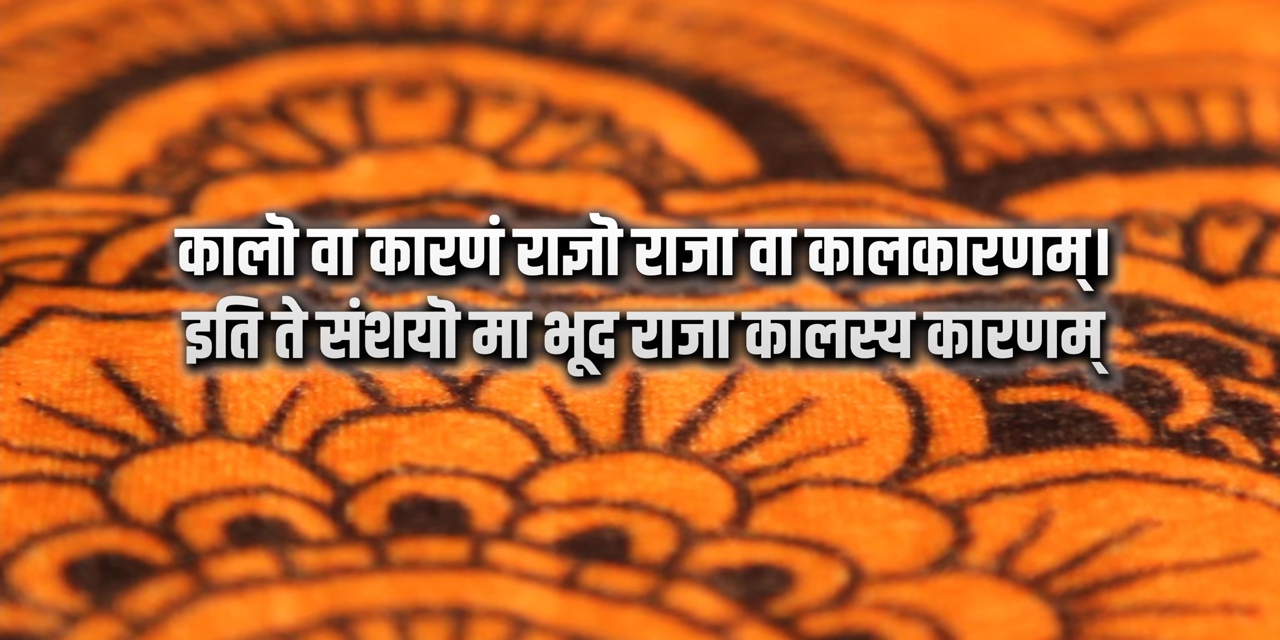 कालॊ वा कारणं राज्ञॊ राजा वा कालकारणम्।
इति ते संशयॊ मा भूद राजा कालस्य कारणम्